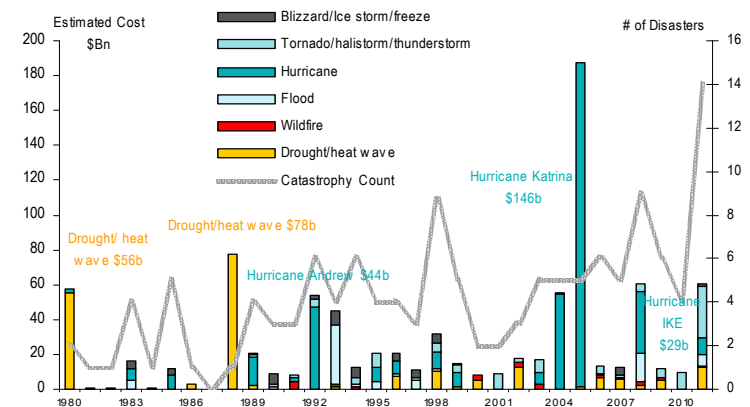 Estimated Cost
$Bn
# of Disasters
Blizzard/Ice storm/freeze
Tornado/halistorm/thunderstorm
Hurricane
Flood
Wildfire
Drought/heat wave
Catastrophy Count
200
180
160
140
120
100
80
60
40
20
0
16
14
12
10
8
6
4
2
0
Drought/ heat
wave $56b
Drought/heat wave $78b
Hurricane Andrew $44b
Hurricane Katrina
$146b
Hurricane
IKE
$29b
1980
1983
1986
1989
1992
1995
1998
2001
2004
2007
2010